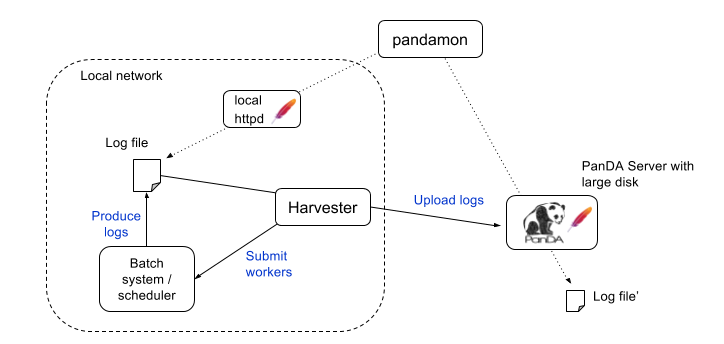 pandamon
Local network
local
httpd
Log file
PanDA Server with
large disk
Harvester
Upload logs
Produce
logs
PanDA
Submit
workers
Batch
system /
scheduler
Log file'